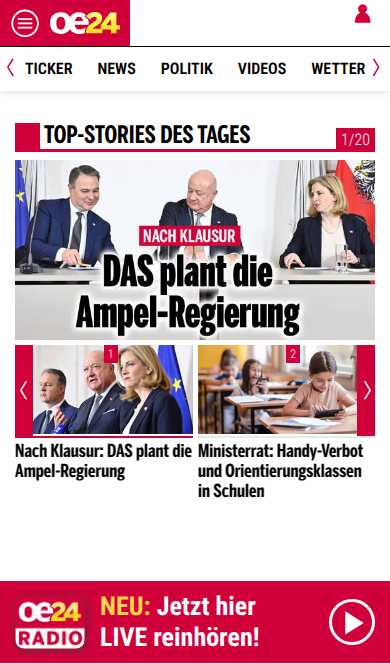 oe24
TICKER NEWS POLITIK VIDEOS WETTER
TOP-STORIES DES TAGES
1/20
NACH KLAUSUR
DAS plant die
Ampel-Regierung
1
2
Nach Klausur: DAS plant die
Ampel-Regierung
Ministerrat: Handy-Verbot
und Orientierungsklassen
in Schulen
oe24
RADIO
NEU: Jetzt hier
LIVE reinhören!